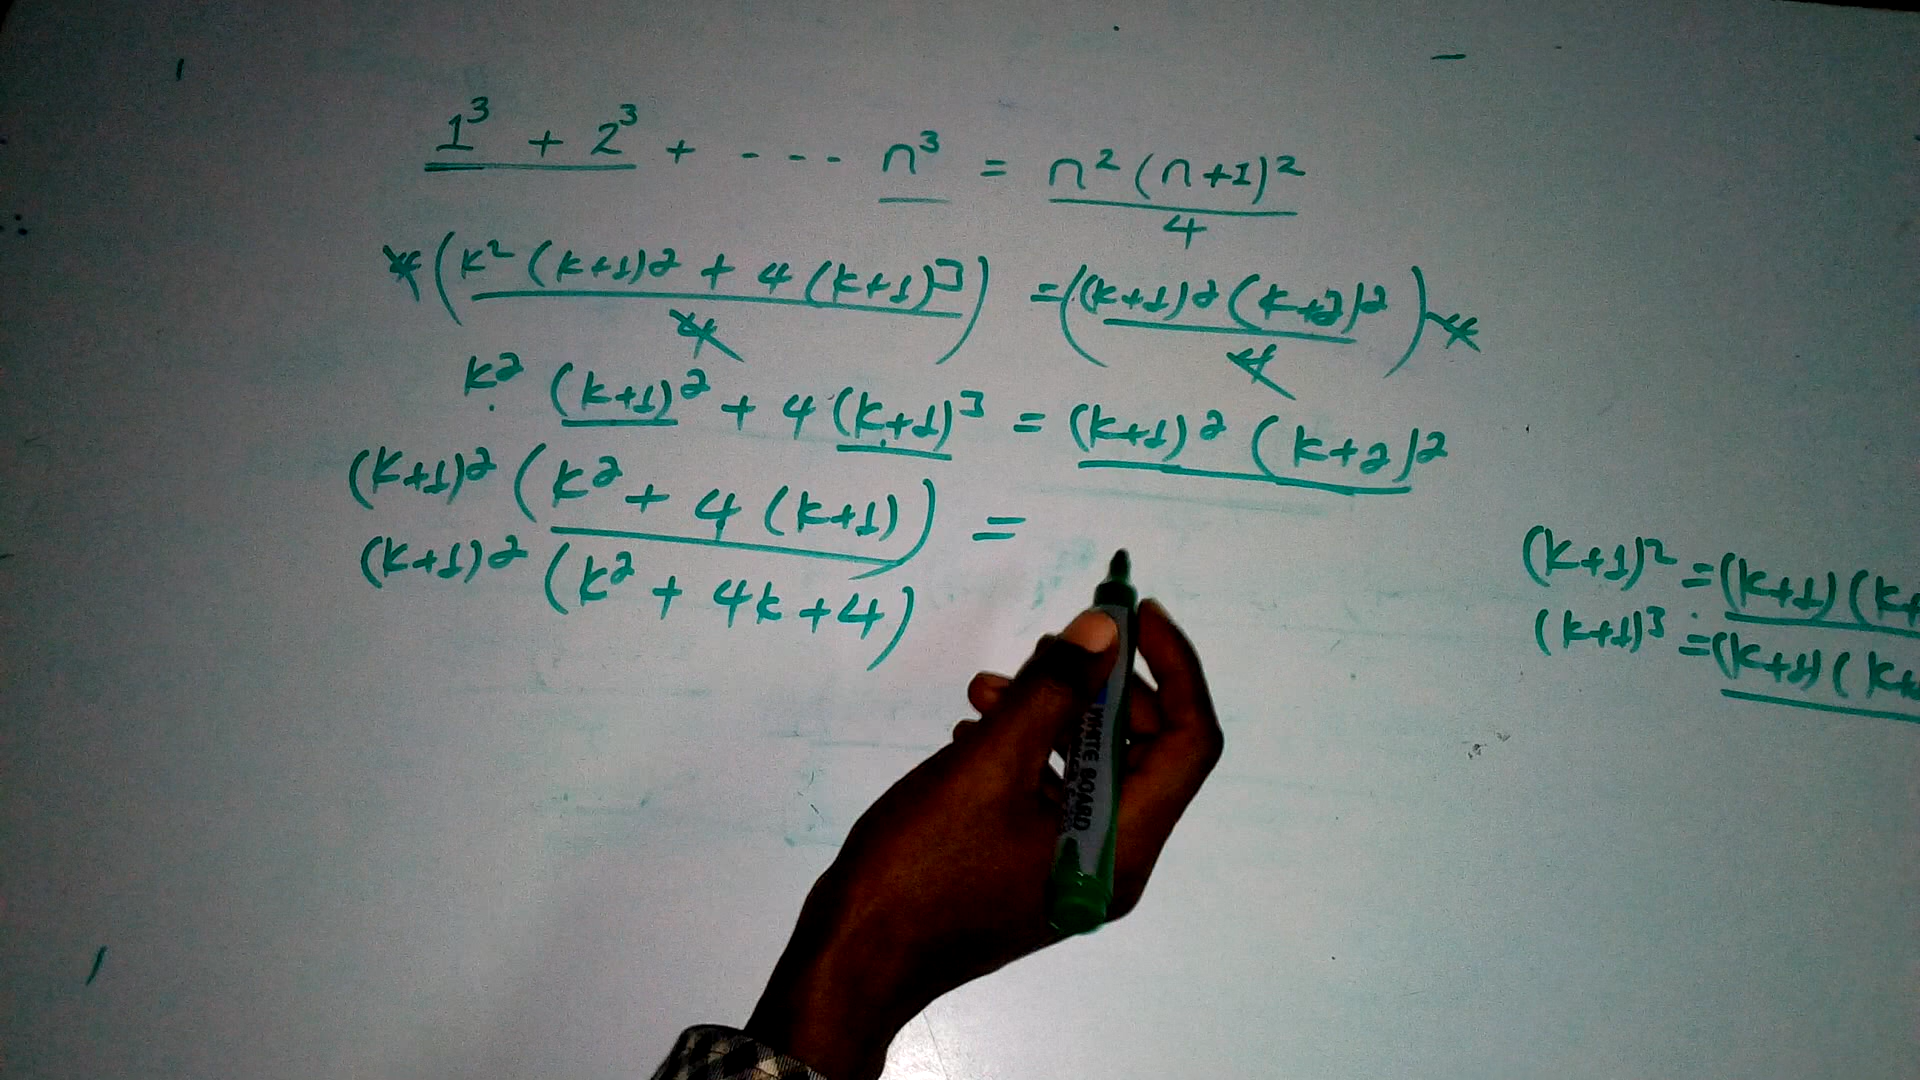 1³ + 2³ + - - - - n³ = n²(n+1)²/4
4(k²(k+1)² + 4(k+1)³/4) = ((k+1)²(k+2)²/4)4
k²(k+1)² + 4(k+1)³ = (k+1)²(k+2)²
(k+1)²(k² + 4(k+1)) =
(k+1)²(k² + 4k+4)
(k+1)² = (k+1)(k+
(k+1)³ = (k+1)(k+
WHITE BOARD